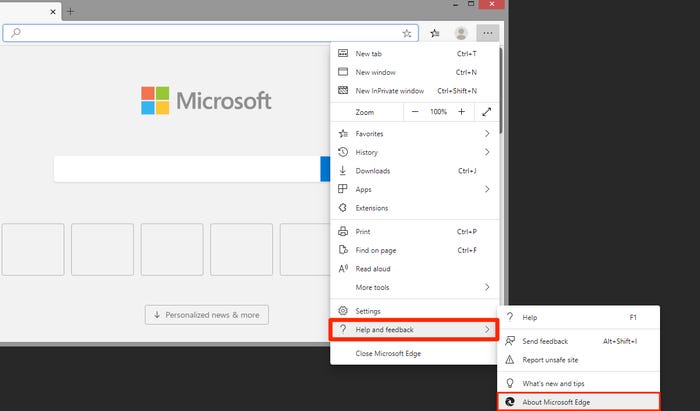 Microsoft
Personalized news & more
New tab Ctrl+T
New window Ctrl+N
New InPrivate window Ctrl+Shift+N
Zoom 100%
Favorites
History
Downloads Ctrl+J
Apps
Extensions
Print Ctrl+P
Find on page Ctrl+F
Read aloud
More tools
Settings
Help and feedback
Close Microsoft Edge
Help F1
Send feedback Alt+Shift+I
Report unsafe site
What's new and tips
About Microsoft Edge